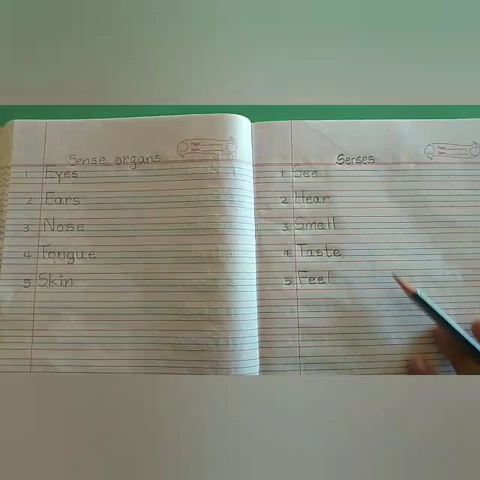 Sense organs
1 Eyes
2 Ears
3 Nose
4 Tongue
5 Skin
Senses
1 See
2 Hear
3 Smell
4 Taste
5 Feel